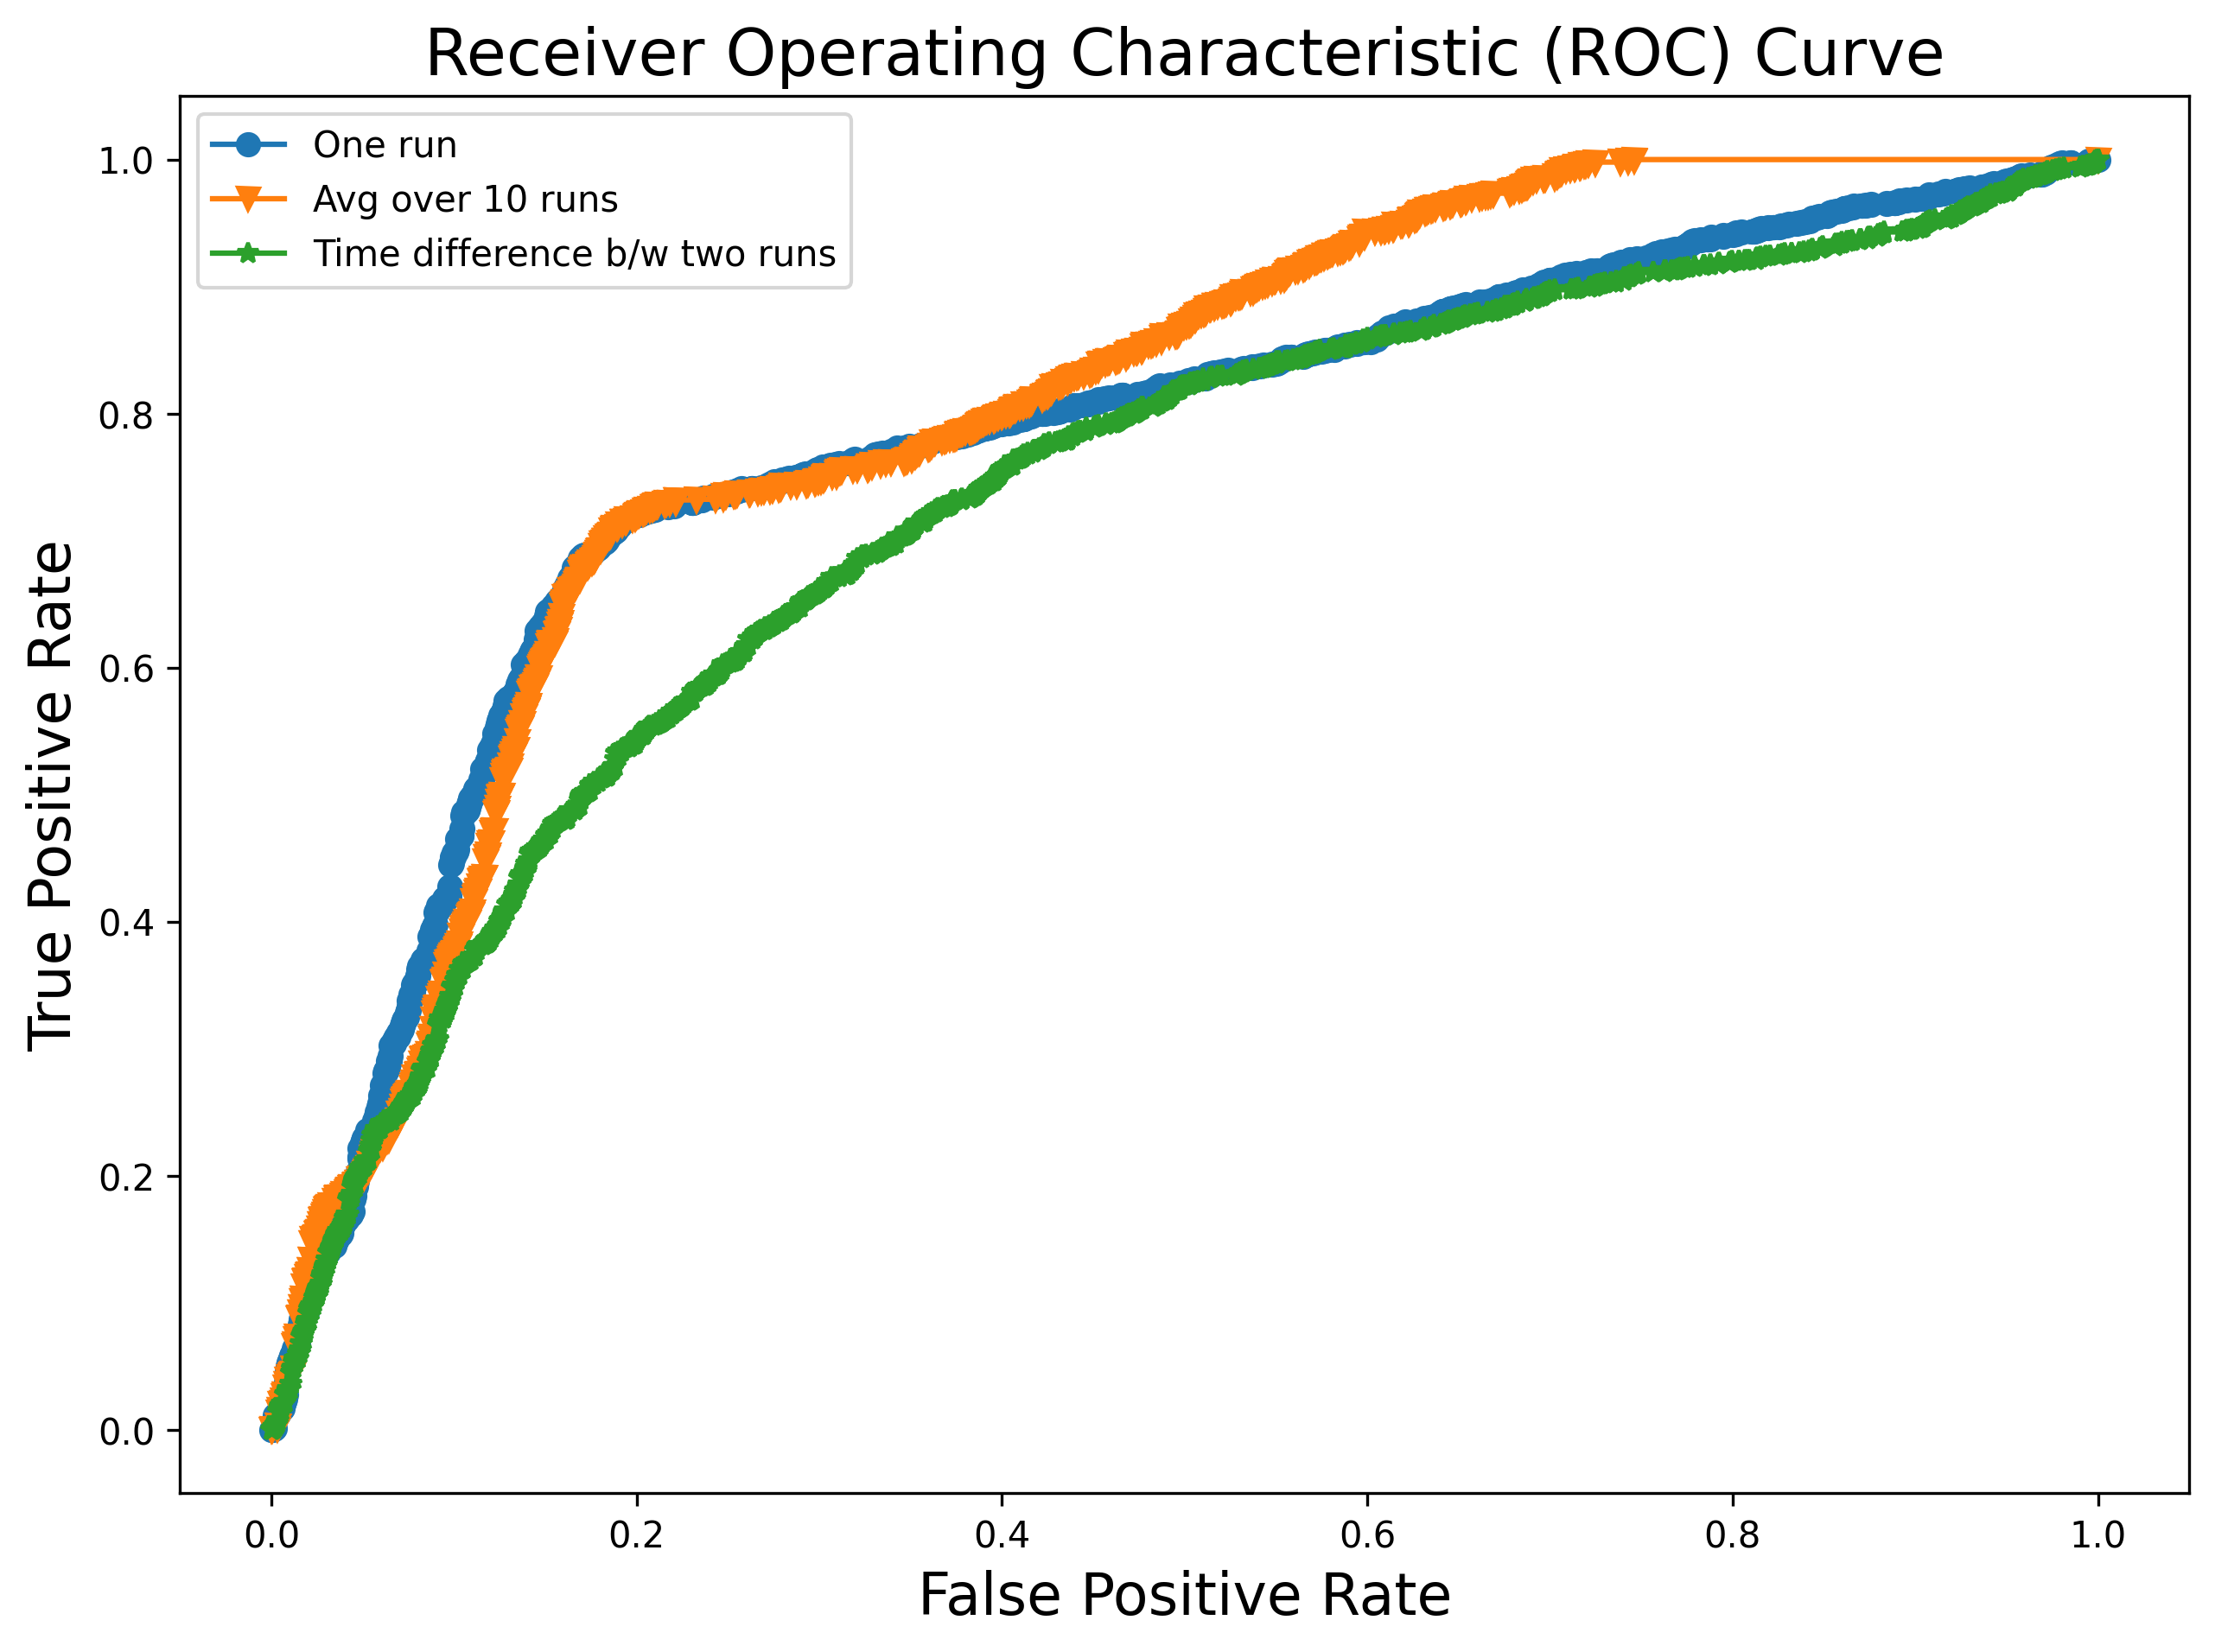 Receiver Operating Characteristic (ROC) Curve
One run
Avg over 10 runs
Time difference b/w two runs
True Positive Rate
1.0
0.8
0.6
0.4
0.2
0.0
0.0 0.2 0.4 0.6 0.8 1.0
False Positive Rate